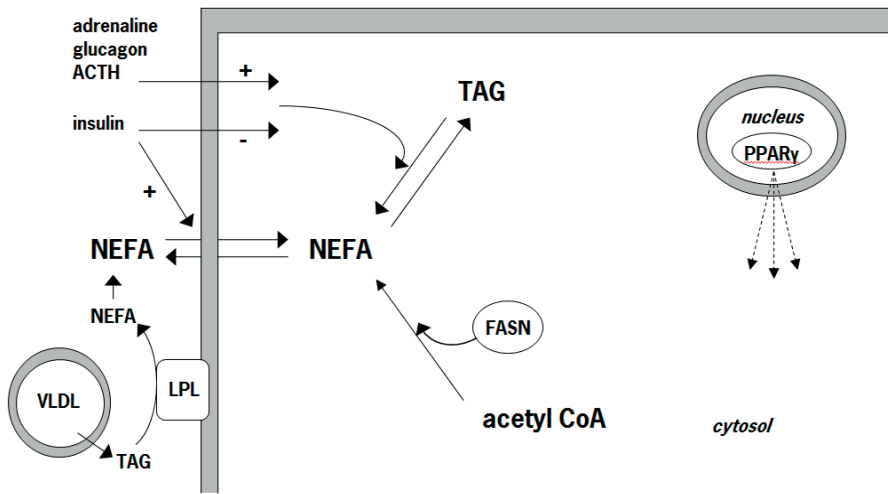 adrenaline
glucagon
ACTH
+
insulin
-
+
TAG
nucleus
PPARγ
NEFA
NEFA
NEFA
FASN
VLDL
LPL
TAG
acetyl CoA
cytosol